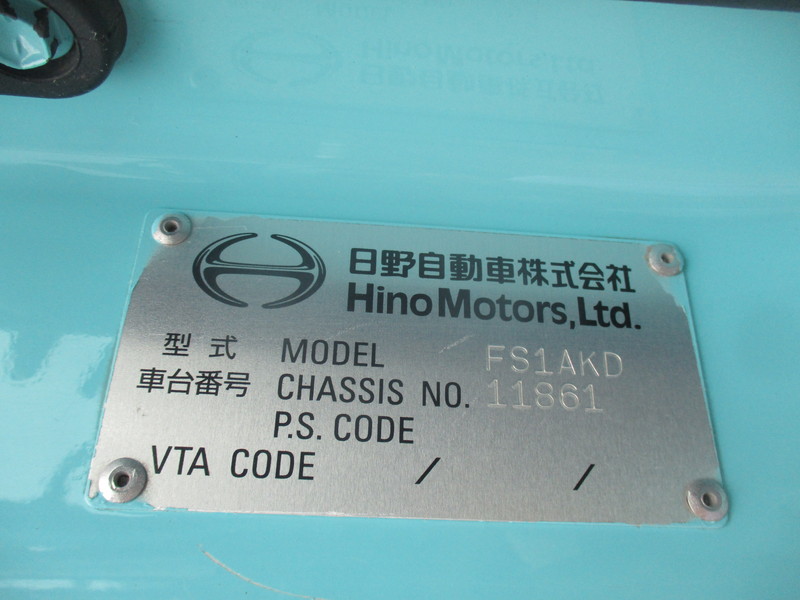 日野自動車株式会社
Hino Motors, Ltd.
型式 MODEL FS1AKD
車台番号 CHASSIS NO. 11861
P.S. CODE
VTA CODE / /